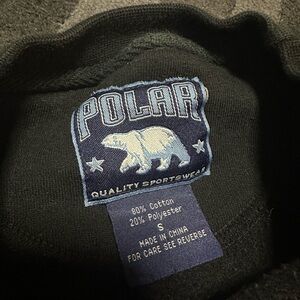 POLAR
QUALITY SPORTSWEAR
80% Cotton
20% Polyester
S
MADE IN CHINA
FOR CARE SEE REVERSE